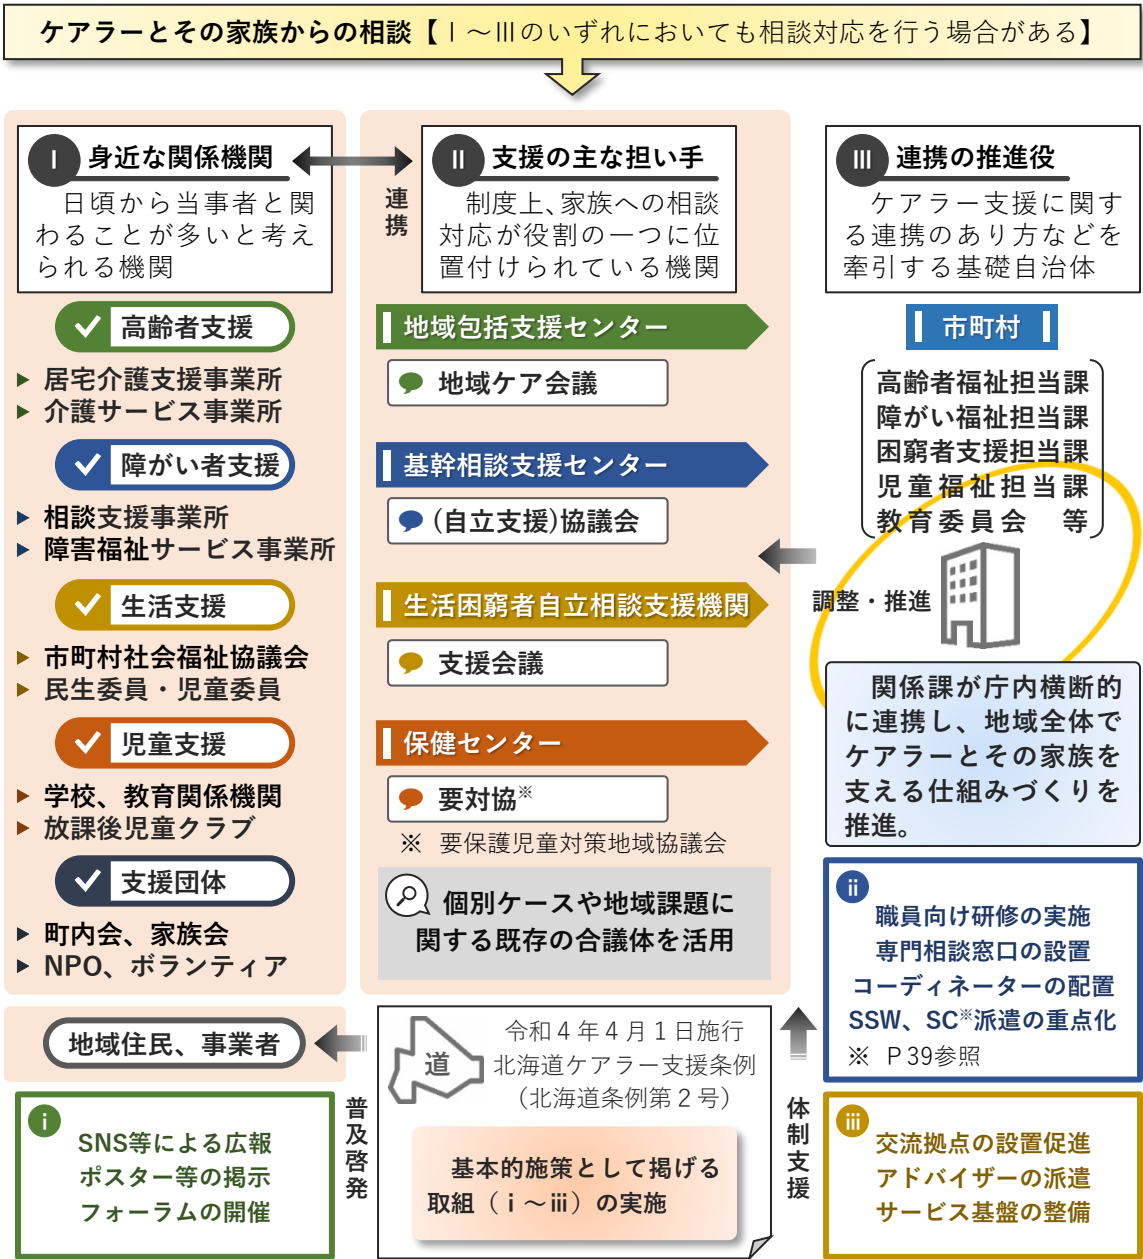 ケアラーとその家族からの相談【Ⅰ～Ⅲのいずれにおいても相談対応を行う場合がある】
Ⅰ 身近な関係機関
日頃から当事者と関
わることが多いと考え
られる機関
連携
Ⅱ 支援の主な担い手
制度上、家族への相談
対応が役割の一つに位
置付けられている機関
Ⅲ 連携の推進役
ケアラー支援に関す
る連携のあり方などを
牽引する基礎自治体
高齢者支援
居宅介護支援事業所
介護サービス事業所
障がい者支援
相談支援事業所
障害福祉サービス事業所
生活支援
市町村社会福祉協議会
民生委員・児童委員
児童支援
学校、教育関係機関
放課後児童クラブ
支援団体
町内会、家族会
NPO、ボランティア
地域住民、事業者
地域包括支援センター
地域ケア会議
基幹相談支援センター
(自立支援)協議会
生活困窮者自立相談支援機関
支援会議
保健センター
要対協※
※ 要保護児童対策地域協議会
個別ケースや地域課題に
関する既存の合議体を活用
市町村
高齢者福祉担当課
障がい福祉担当課
困窮者支援担当課
児童福祉担当課
教育委員会 等
調整・推進
関係課が庁内横断的
に連携し、地域全体で
ケアラーとその家族を
支える仕組みづくりを
推進。
ⅰ
SNS等による広報
ポスター等の掲示
フォーラムの開催
普及啓発
道
令和４年４月１日施行
北海道ケアラー支援条例
（北海道条例第２号）
基本的施策として掲げる
取組（ⅰ～ⅲ）の実施
体制支援
ⅱ
職員向け研修の実施
専門相談窓口の設置
コーディネーターの配置
SSW、SC※派遣の重点化
※ Ｐ39参照
ⅲ
交流拠点の設置促進
アドバイザーの派遣
サービス基盤の整備